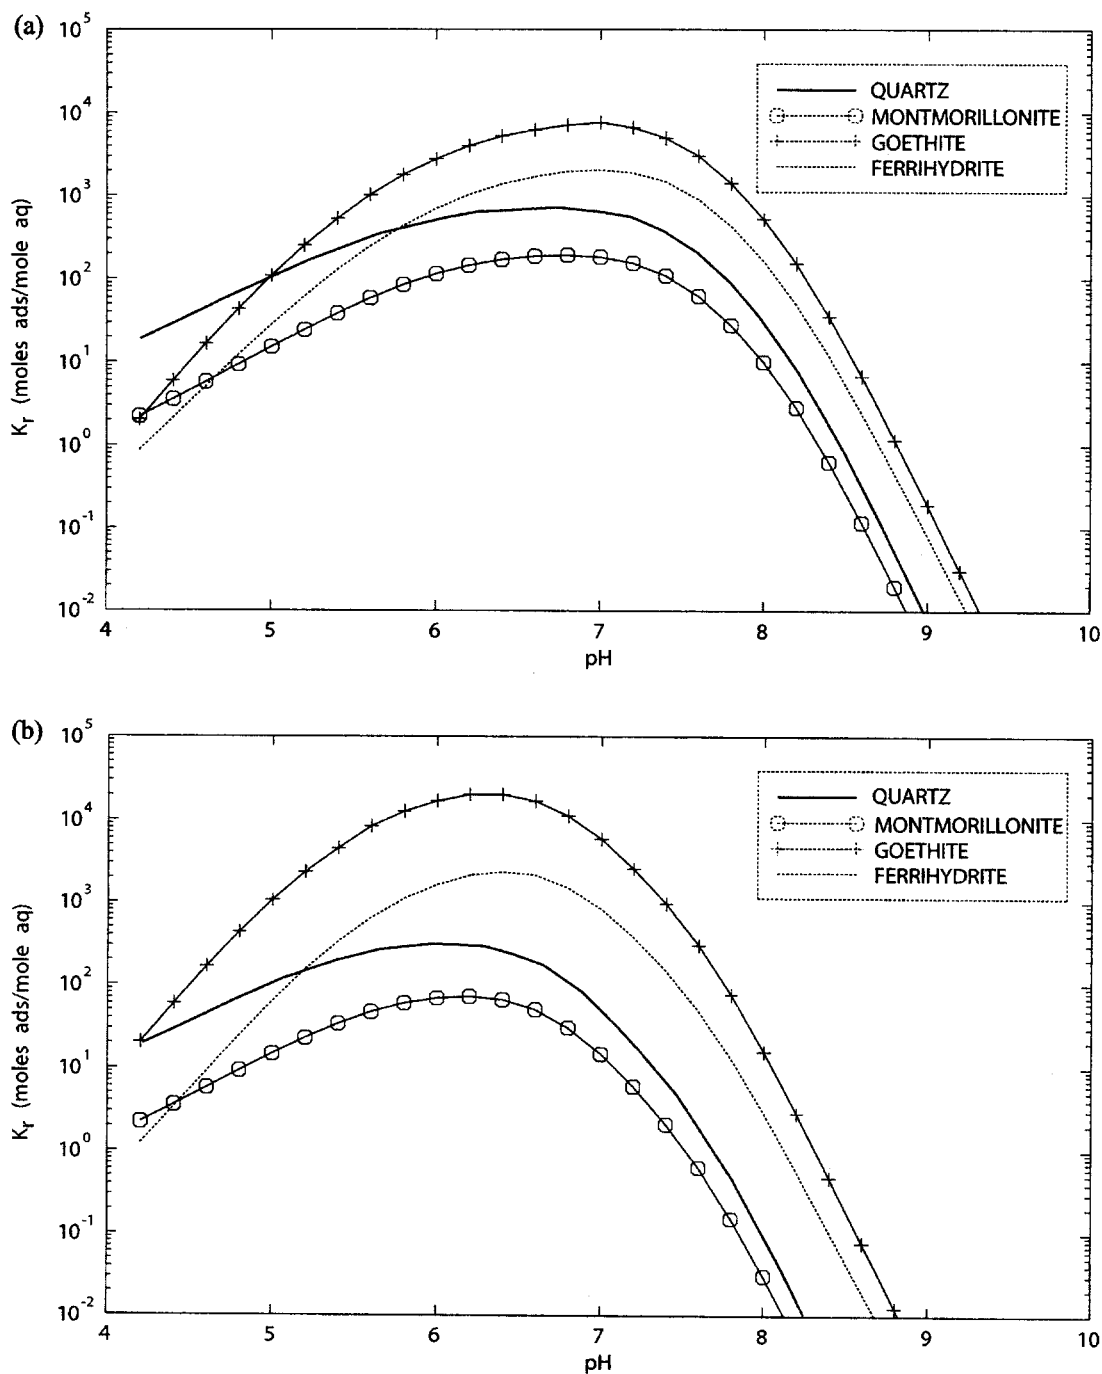 (a)
10^5
10^4
10^3
10^2
10^1
10^0
10^-1
10^-2
K_r (moles ads/mole aq)
QUARTZ
MONTMORILLONITE
GOETHITE
FERRIHYDRITE
4 5 6 7 8 9 10
pH
(b)
10^5
10^4
10^3
10^2
10^1
10^0
10^-1
10^-2
K_r (moles ads/mole aq)
QUARTZ
MONTMORILLONITE
GOETHITE
FERRIHYDRITE
4 5 6 7 8 9 10
pH